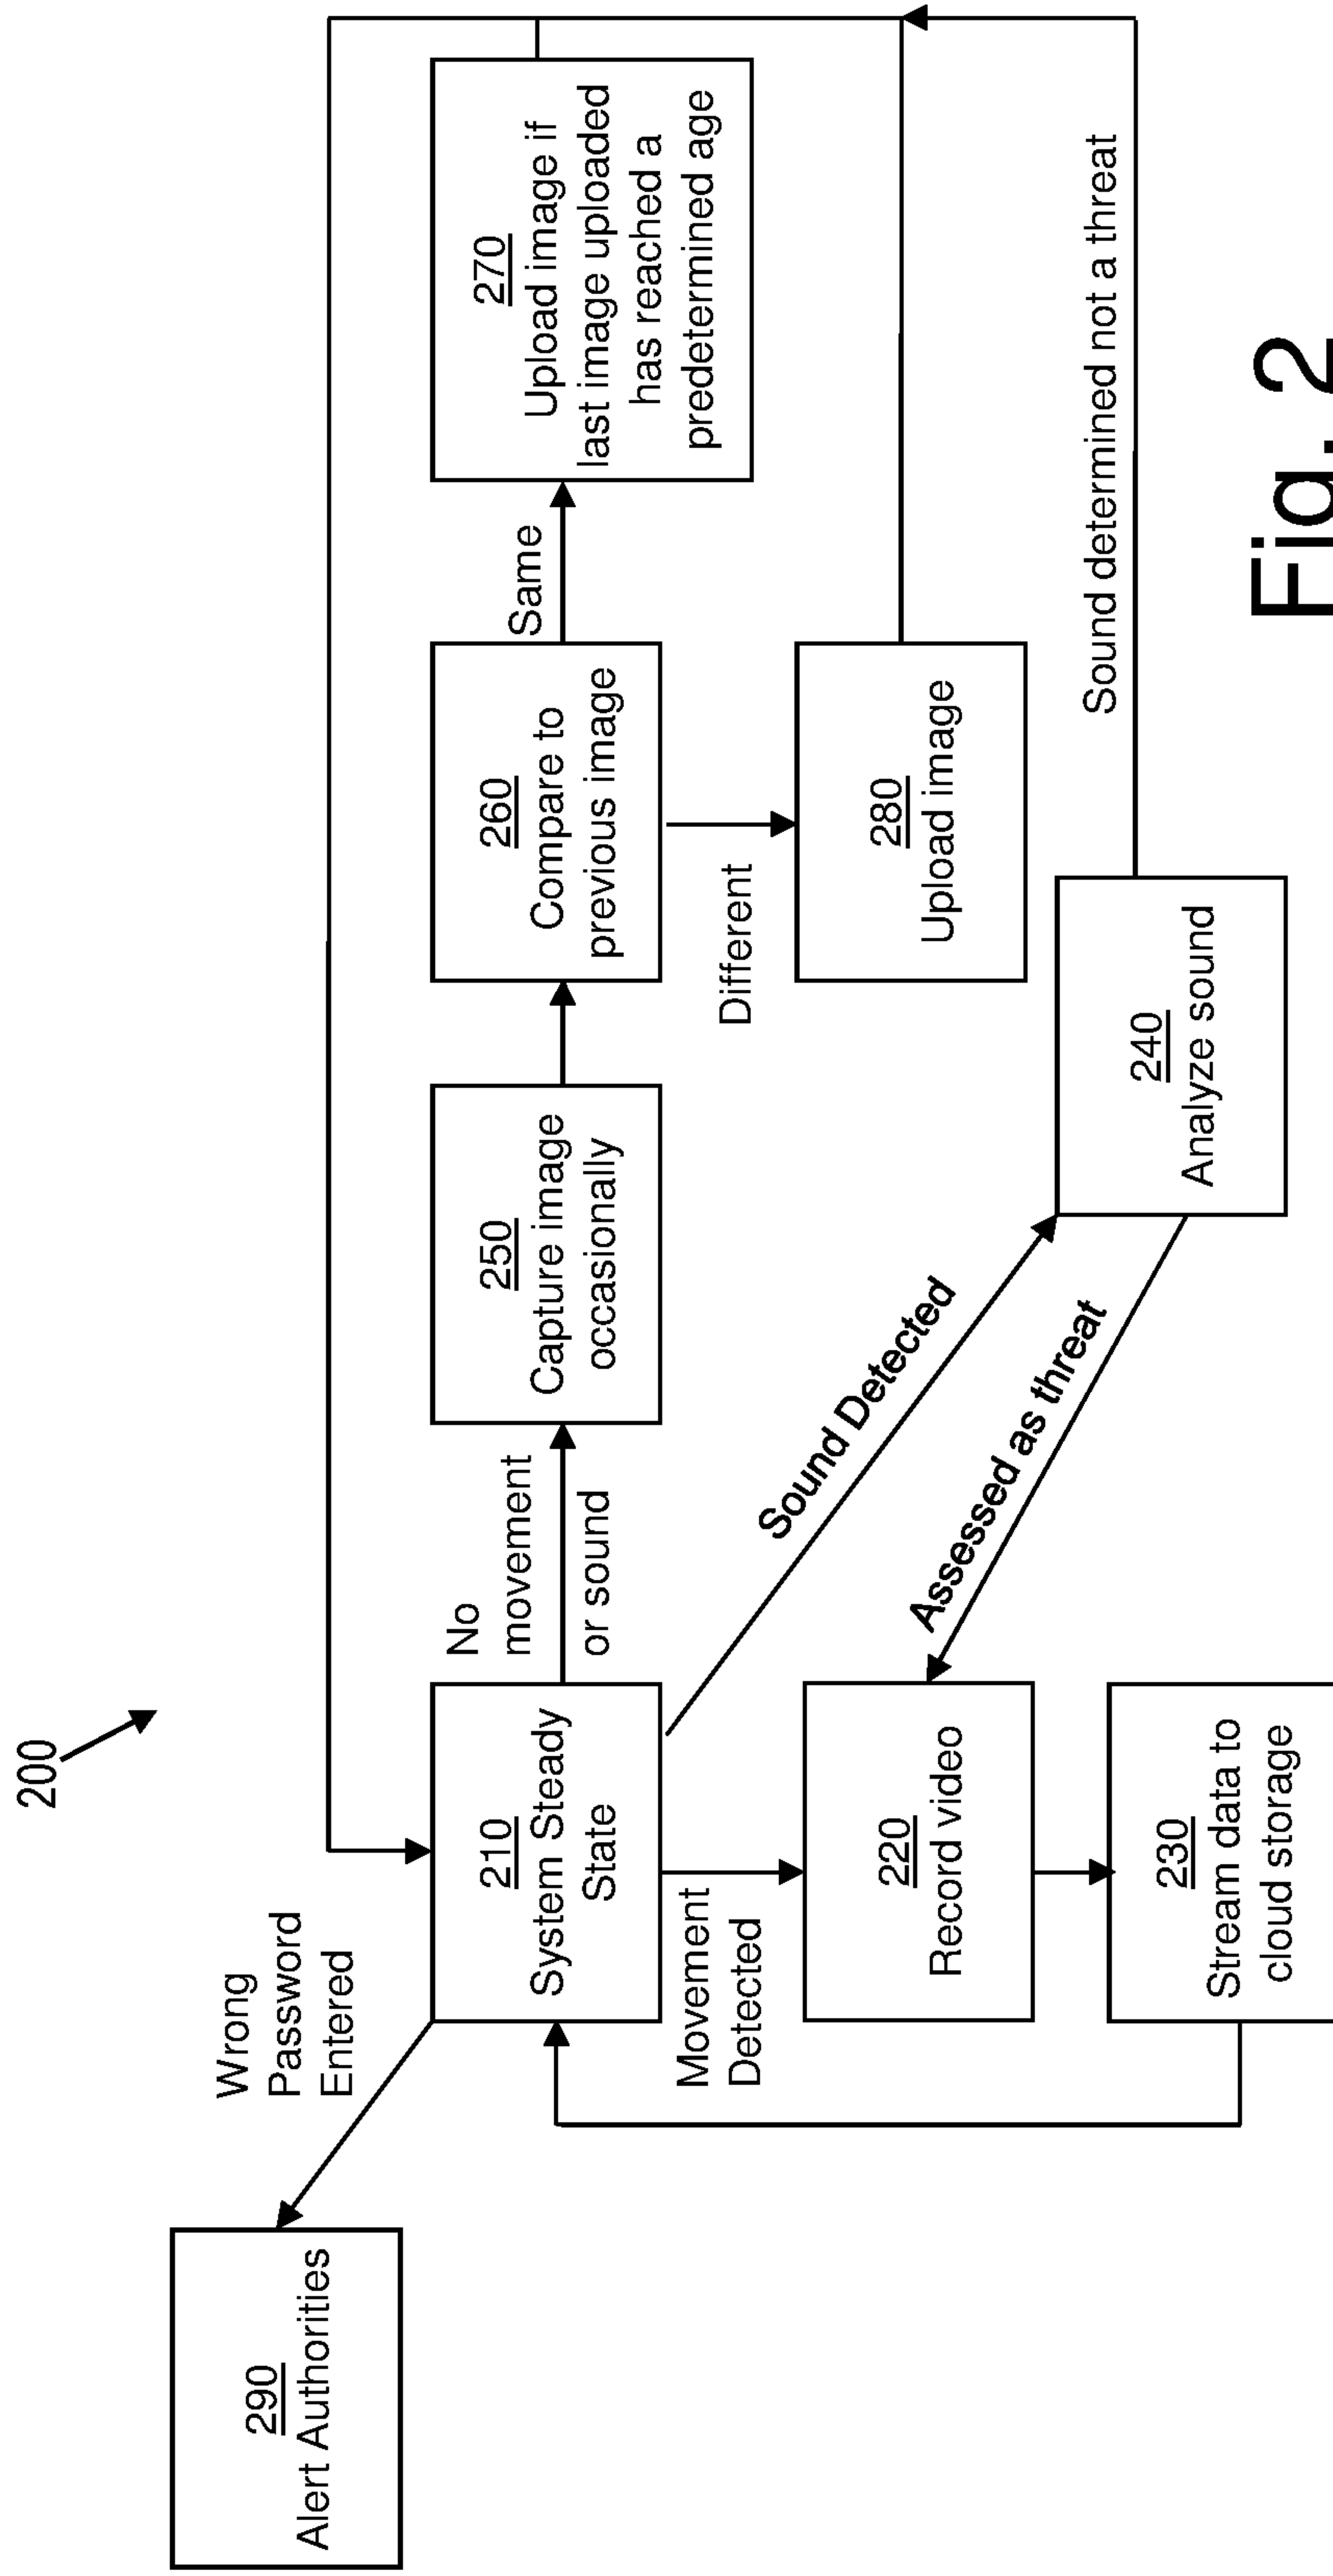 200
Wrong
Password
Entered
290
Alert Authorities
210
System Steady
State
No
movement
or sound
250
Capture image
occasionally
260
Compare to
previous image
Same
270
Upload image if
last image uploaded
has reached a
predetermined age
Different
280
Upload image
Movement
Detected
220
Record video
Sound Detected
Assessed as threat
240
Analyze sound
Sound determined not a threat
230
Stream data to
cloud storage
Fig. 2